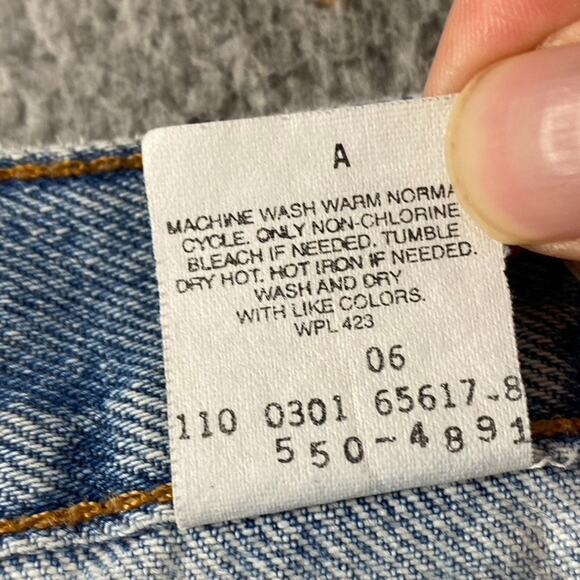 A
MACHINE WASH WARM NORMA
CYCLE. ONLY NON-CHLORINE
BLEACH IF NEEDED. TUMBLE
DRY HOT. HOT IRON IF NEEDED.
WASH AND DRY
WITH LIKE COLORS.
WPL 423
06
110 0301 65617-8
550-4891